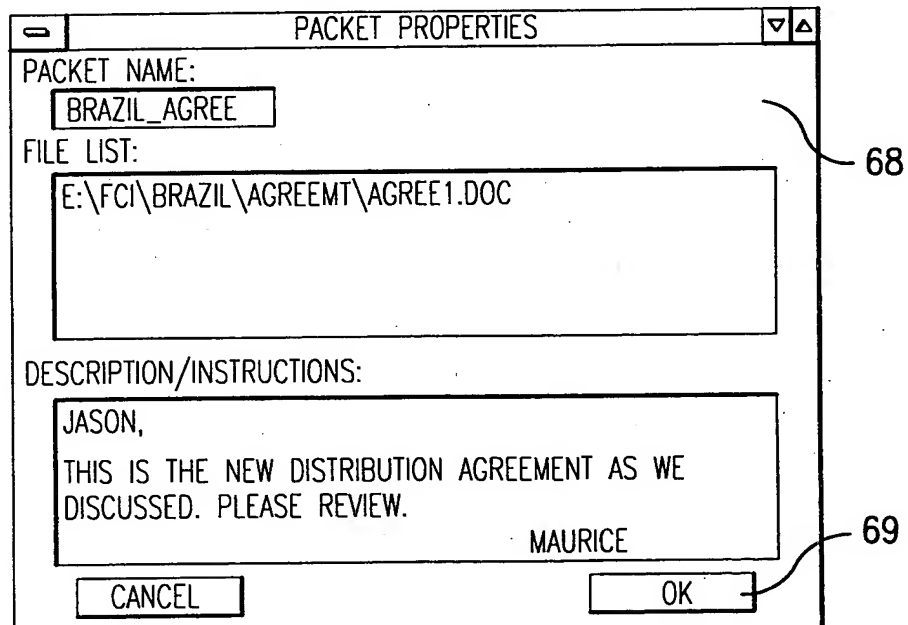 PACKET PROPERTIES
PACKET NAME:
BRAZIL_AGREE
68
FILE LIST:
E:\FCI\BRAZIL\AGREEMT\AGREE1.DOC
DESCRIPTION/INSTRUCTIONS:
JASON,
THIS IS THE NEW DISTRIBUTION AGREEMENT AS WE
DISCUSSED. PLEASE REVIEW.
MAURICE
69
CANCEL OK